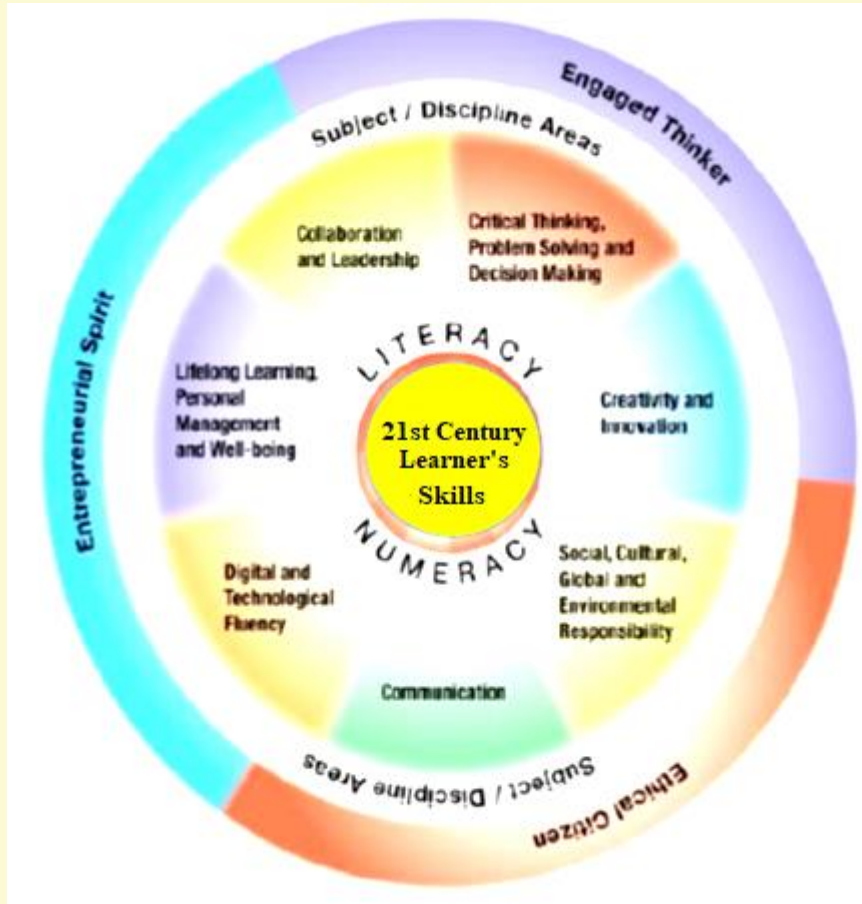 Engaged Thinker
Subject / Discipline Areas
Collaboration
and Leadership
Critical Thinking,
Problem Solving and
Decision Making
Entrepreneurial Spirit
Lifelong Learning,
Personal
Management
and Well-being
LITERACY
21st Century
Learner's
Skills
NUMERACY
Creativity and
Innovation
Digital and
Technological
Fluency
Social, Cultural,
Global and
Environmental
Responsibility
Communication
Subject / Discipline Areas
Ethical Citizen